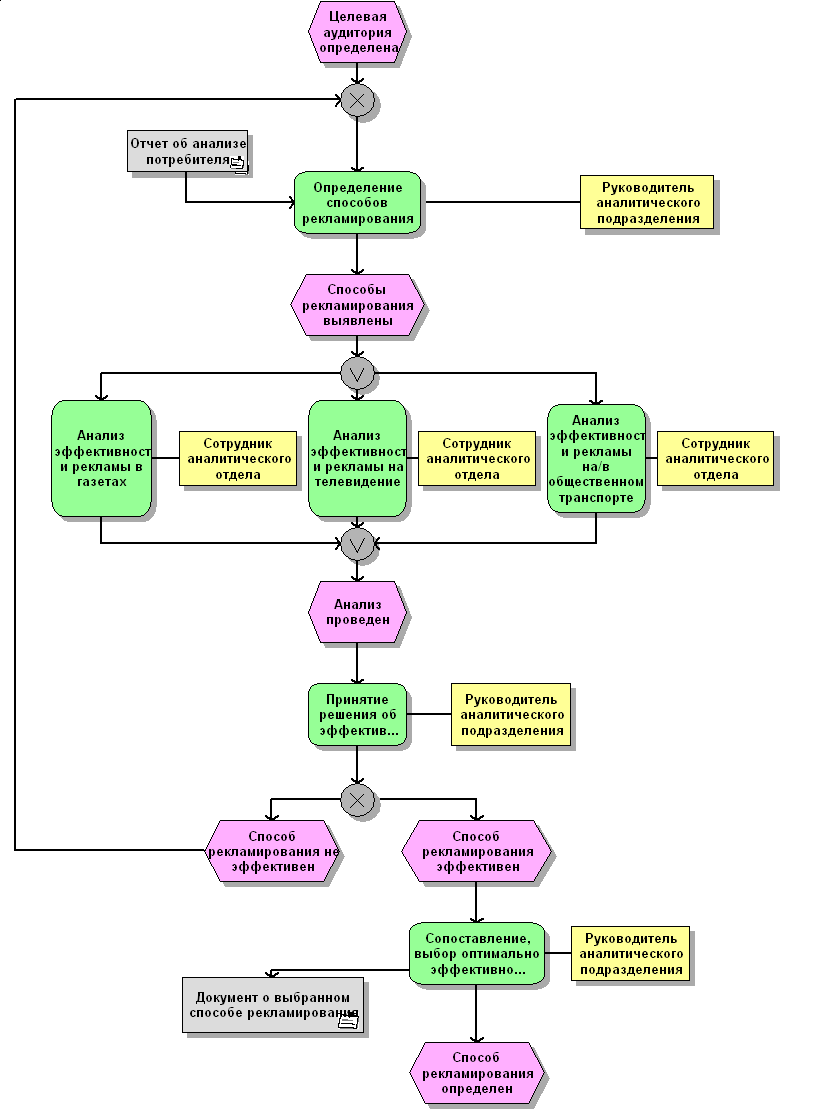 Целевая
аудитория
определена
Отчет об анализе
потребителя
Определение
способов
рекламирования
Руководитель
аналитического
подразделения
Способы
рекламирования
выявлены
Анализ
эффективност
и рекламы в
газетах
Сотрудник
аналитического
отдела
Анализ
эффективност
и рекламы на
телевидение
Сотрудник
аналитического
отдела
Анализ
эффективност
и рекламы
на/в
общественном
транспорте
Сотрудник
аналитического
отдела
Анализ
проведен
Принятие
решения об
эффектив...
Руководитель
аналитического
подразделения
Способ
рекламирования не
эффективен
Способ
рекламирования
эффективен
Сопоставление,
выбор оптимально
эффективно...
Руководитель
аналитического
подразделения
Документ о выбранном
способе рекламирования
Способ
рекламирования
определен